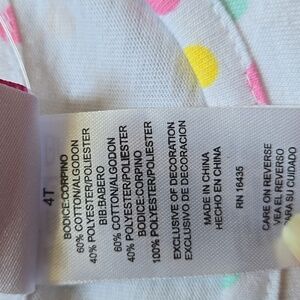 4T
BODICE:CORPINO
60% COTTON/ALGODON
40% POLYESTER/POLIESTER
BIB:BABERO
60% COTTON/ALGODON
40% POLYESTER/POLIESTER
BODICE:CORPINO
100% POLYESTER/POLIESTER
EXCLUSIVE OF DECORATION
EXCLUSIVO DE DECORACION
MADE IN CHINA
HECHO EN CHINA
RN 16435
CARE ON REVERSE
VEA EL REVERSO
PARA SU CUIDADO